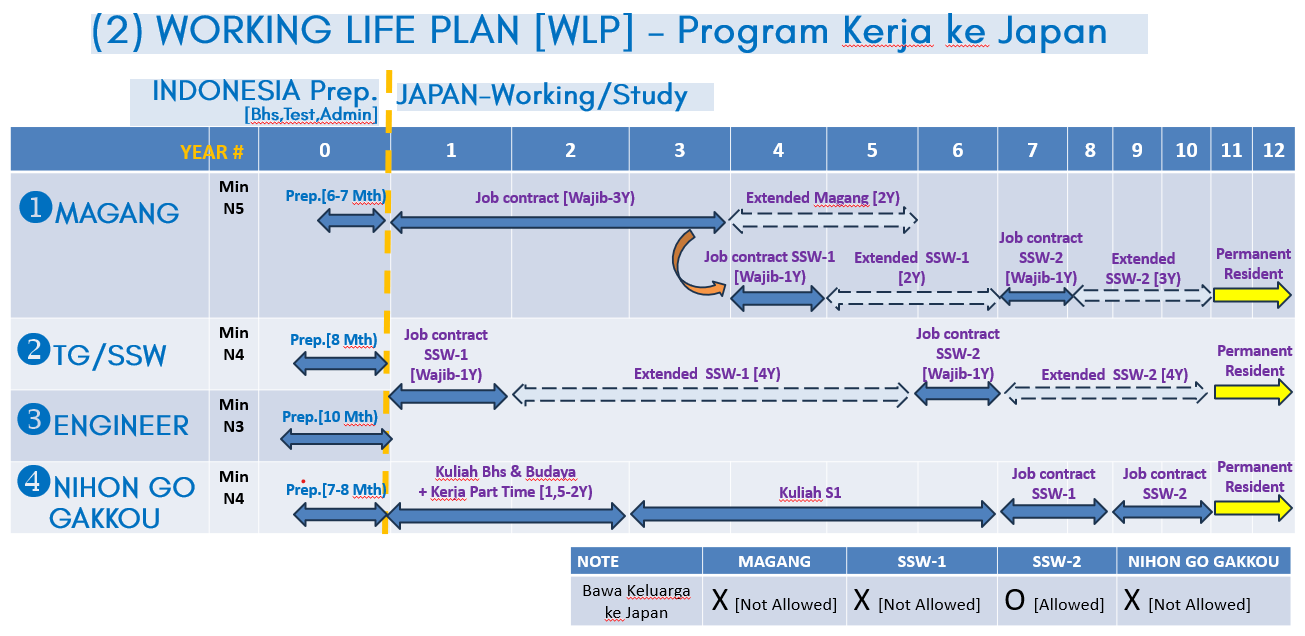 (2) WORKING LIFE PLAN [WLP] – Program Kerja ke Japan
INDONESIA Prep.
[Bhs,Test,Admin]
JAPAN–Working/Study
YEAR # 0 1 2 3 4 5 6 7 8 9 10 11 12
1 MAGANG
Min
N5
Prep.[6-7 Mth)
Job contract [Wajib-3Y)
Extended Magang [2Y)
Job contract SSW-1
[Wajib-1Y)
Extended SSW-1
[2Y)
Job contract
SSW-2
[Wajib-1Y)
Extended
SSW-2 [3Y)
Permanent
Resident
2 TG/SSW
Min
N4
Prep.[8 Mth)
Job contract
SSW-1
[Wajib-1Y)
Extended SSW-1 [4Y)
Job contract
SSW-2
[Wajib-1Y)
Extended SSW-2 [4Y)
Permanent
Resident
3 ENGINEER
Min
N3
Prep.[10 Mth)
4 NIHON GO
GAKKOU
Min
N4
Prep.[7-8 Mth)
Kuliah Bhs & Budaya
+ Kerja Part Time [1,5-2Y)
Kuliah S1
Job contract
SSW-1
Job contract
SSW-2
Permanent
Resident
NOTE MAGANG SSW-1 SSW-2 NIHON GO GAKKOU
Bawa Keluarga
ke Japan
X [Not Allowed] X [Not Allowed] O [Allowed] X [Not Allowed]